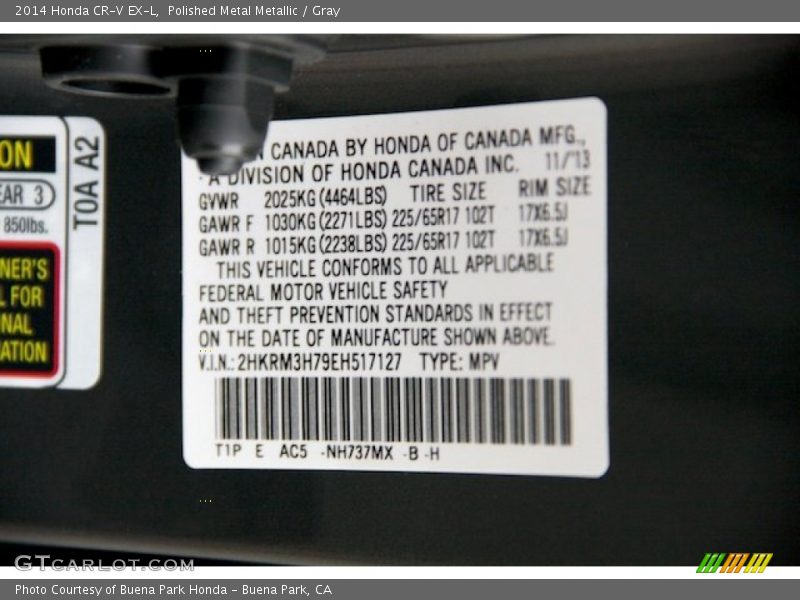 2014 Honda CR-V EX-L, Polished Metal Metallic / Gray
ON
EAR 3
850lbs.
NER'S
L FOR
NAL
ATION
TOA A2
N CANADA BY HONDA OF CANADA MFG.,
A DIVISION OF HONDA CANADA INC. 11/'13
GVWR 2025KG(4464LBS) TIRE SIZE RIM SIZE
GAWR F 1030KG(2271LBS) 225/65R17 102T 17X6.5J
GAWR R 1015KG(2238LBS) 225/65R17 102T 17X6.5J
THIS VEHICLE CONFORMS TO ALL APPLICABLE
FEDERAL MOTOR VEHICLE SAFETY
AND THEFT PREVENTION STANDARDS IN EFFECT
ON THE DATE OF MANUFACTURE SHOWN ABOVE.
V.I.N.: 2HKRM3H79EH517127 TYPE: MPV
T1P E AC5 -NH737MX -B -H
GTCARLOT.COM
Photo Courtesy of Buena Park Honda - Buena Park, CA